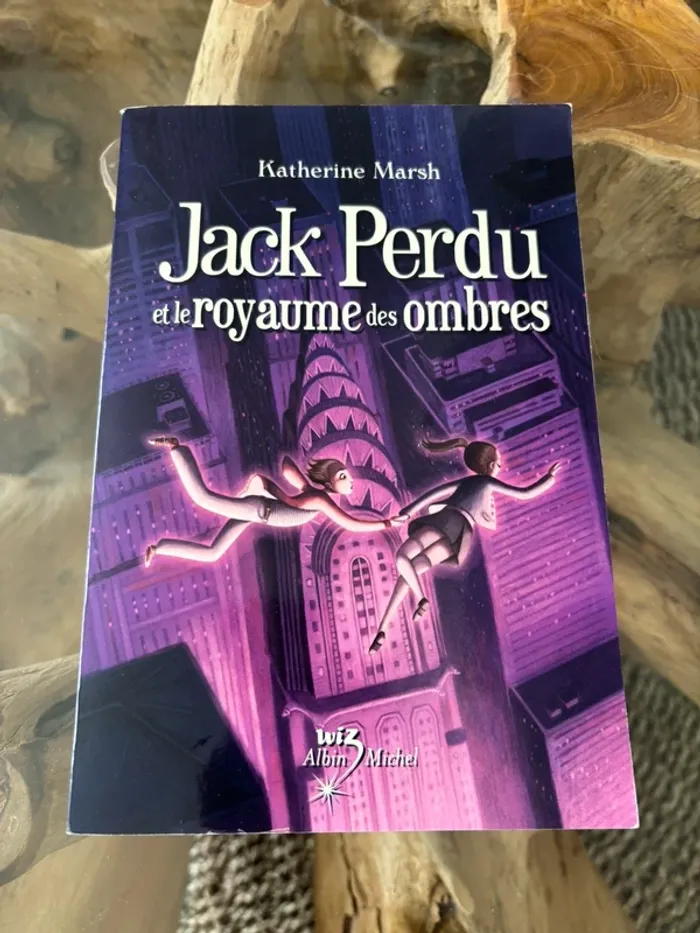 Katherine Marsh
Jack Perdu
et le royaume des ombres
wiz
Albin Michel